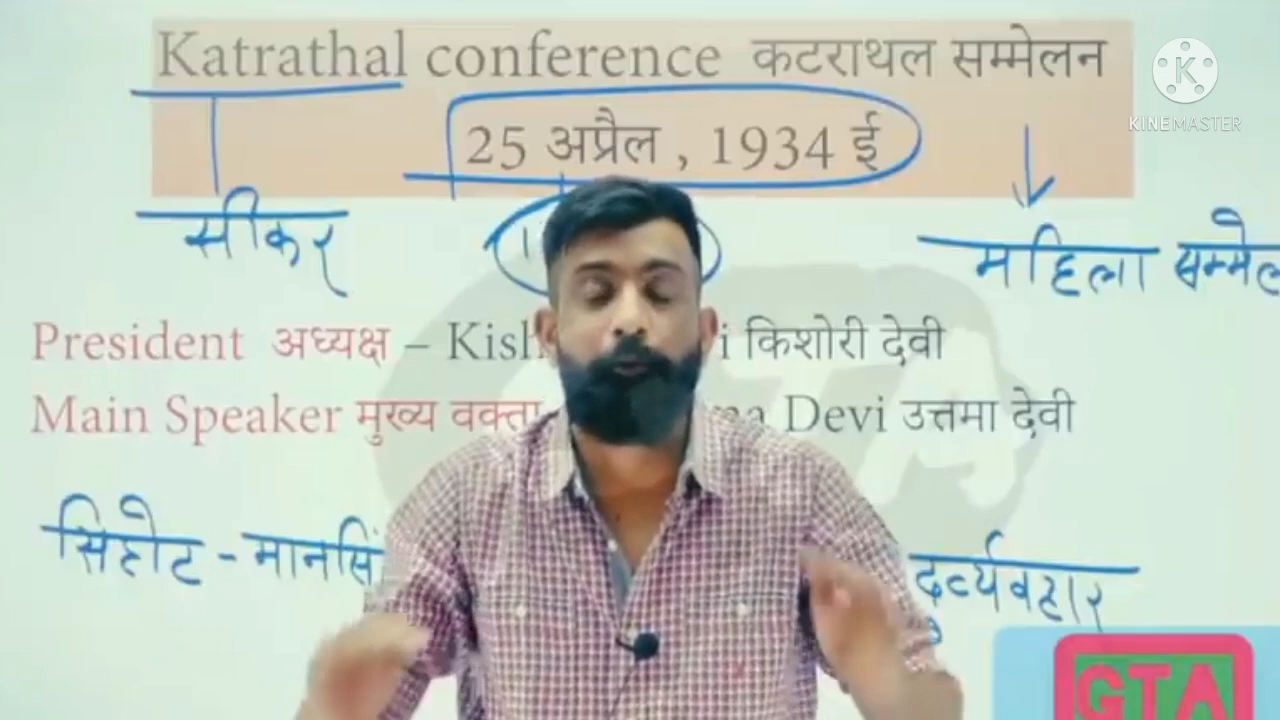 Katrathal conference कटराथल सम्मेलन
K
KINEMASTER
25 अप्रैल , 1934 ई
सीकर
महिला सम्मेल
President अध्यक्ष – Kish i किशोरी देवी
Main Speaker मुख्य वक्ता Devi उत्तमा देवी
सिहोट - मानसिं
दुर्व्यवहार
GTA